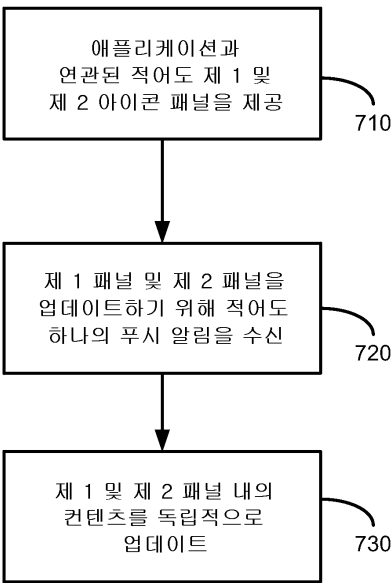 애플리케이션과
연관된 적어도 제 1 및
제 2 아이콘 패널을 제공
710
제 1 패널 및 제 2 패널을
업데이트하기 위해 적어도
하나의 푸시 알림을 수신
720
제 1 및 제 2 패널 내의
컨텐츠를 독립적으로
업데이트
730